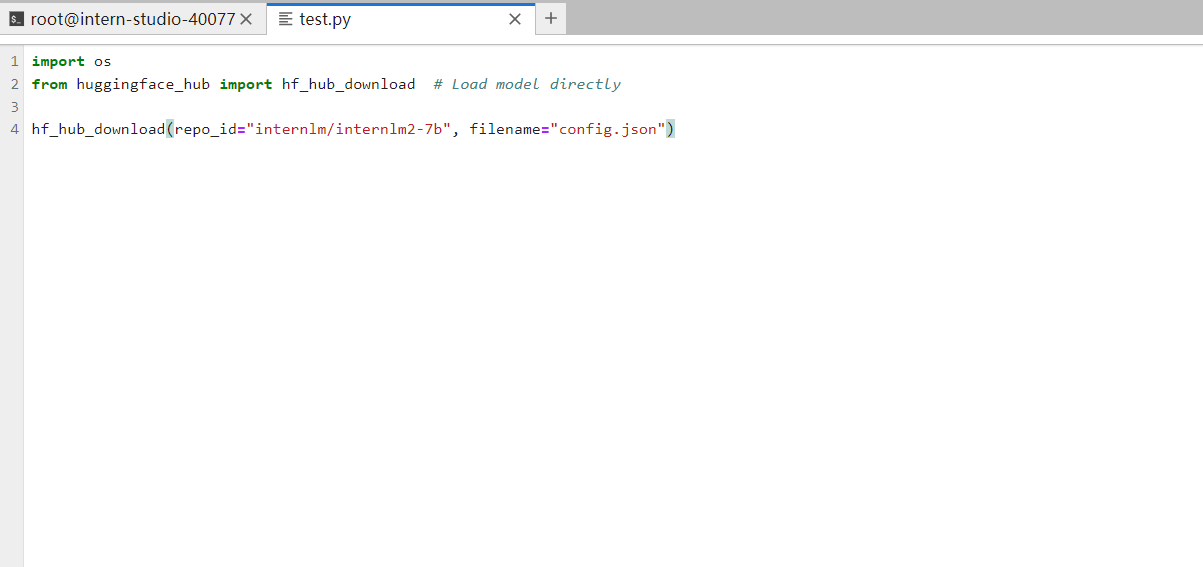 root@intern-studio-40077
test.py
1 import os
2 from huggingface_hub import hf_hub_download  # Load model directly
3
4 hf_hub_download(repo_id="internlm/internlm2-7b", filename="config.json")